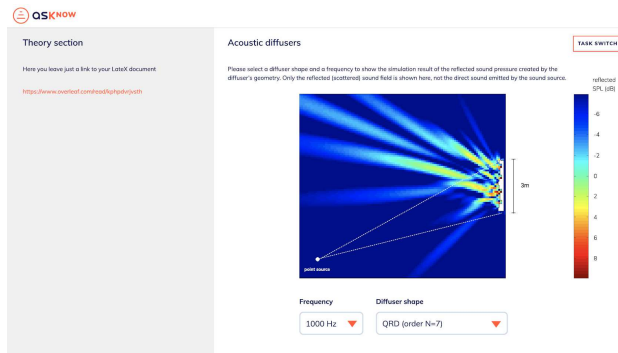 asKNOW
Theory section
Here you leave just a link to your LateX document
https://www.overleaf.com/read/kphpdvrjvsth
Acoustic diffusers
TASK SWITCH
Please select a diffuser shape and a frequency to show the simulation result of the reflected sound pressure created by the
diffuser's geometry. Only the reflected (scattered) sound field is shown here, not the direct sound emitted by the sound source.
reflected
SPL (dB)
-6
-4
-2
0
2
4
6
8
3m
point source
Frequency
Diffuser shape
1000 Hz
QRD (order N=7)